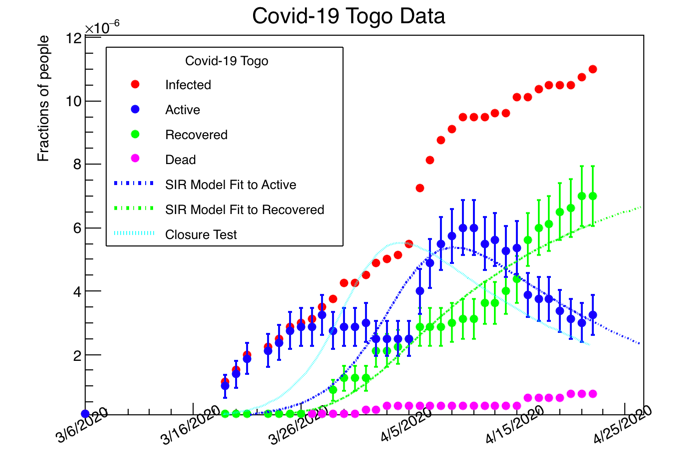 Covid-19 Togo Data
×10⁻⁶
Fractions of people
12
10
8
6
4
2
Covid-19 Togo
Infected
Active
Recovered
Dead
SIR Model Fit to Active
SIR Model Fit to Recovered
Closure Test
3/6/2020
3/16/2020
3/26/2020
4/5/2020
4/15/2020
4/25/2020